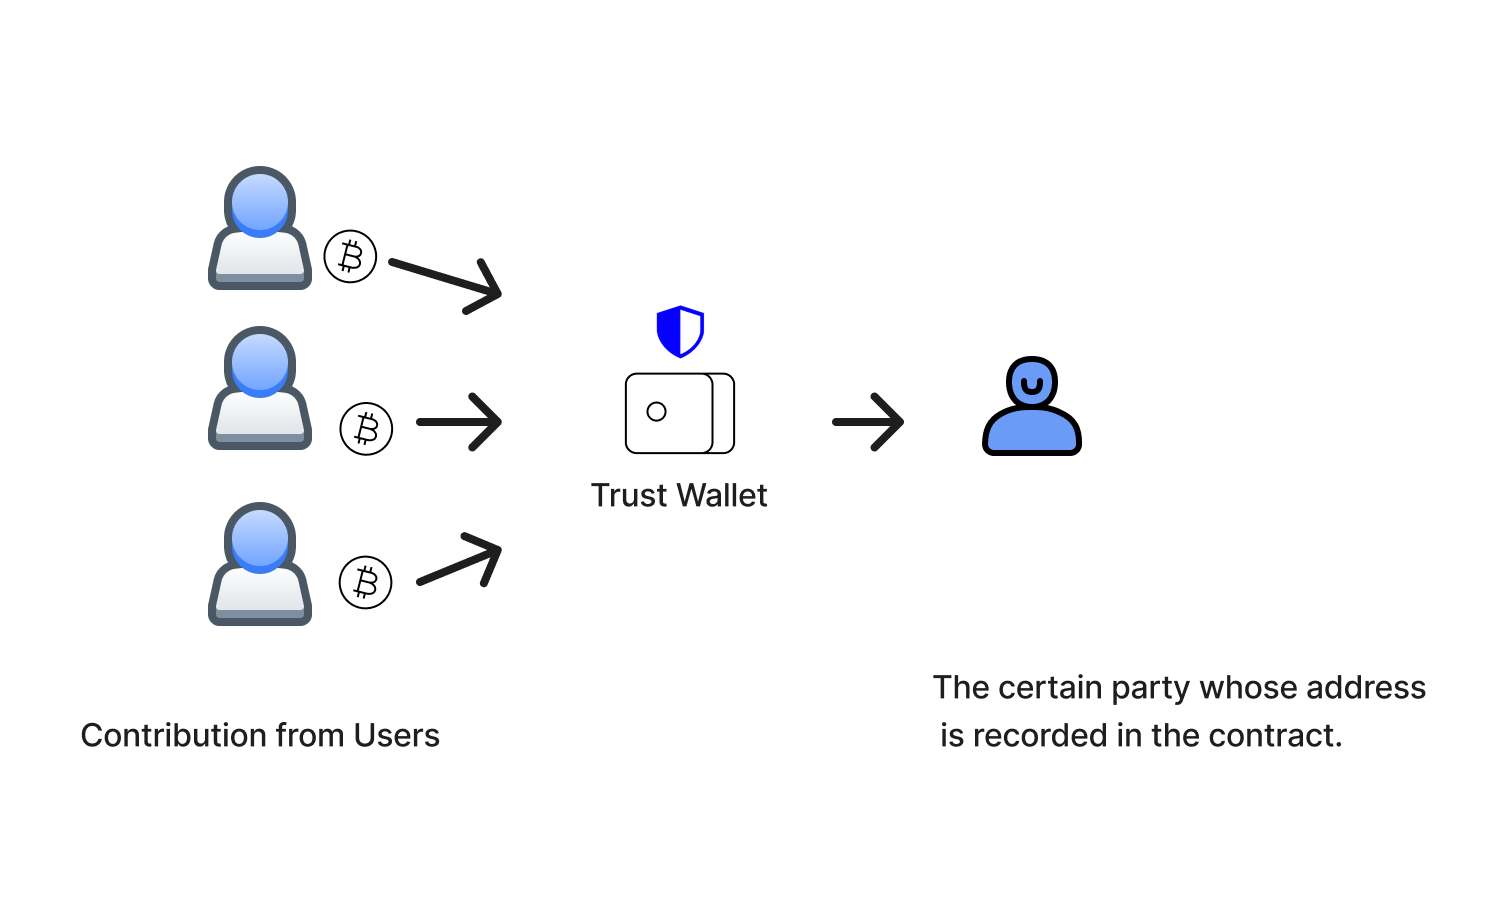 Trust Wallet
The certain party whose address
is recorded in the contract.
Contribution from Users